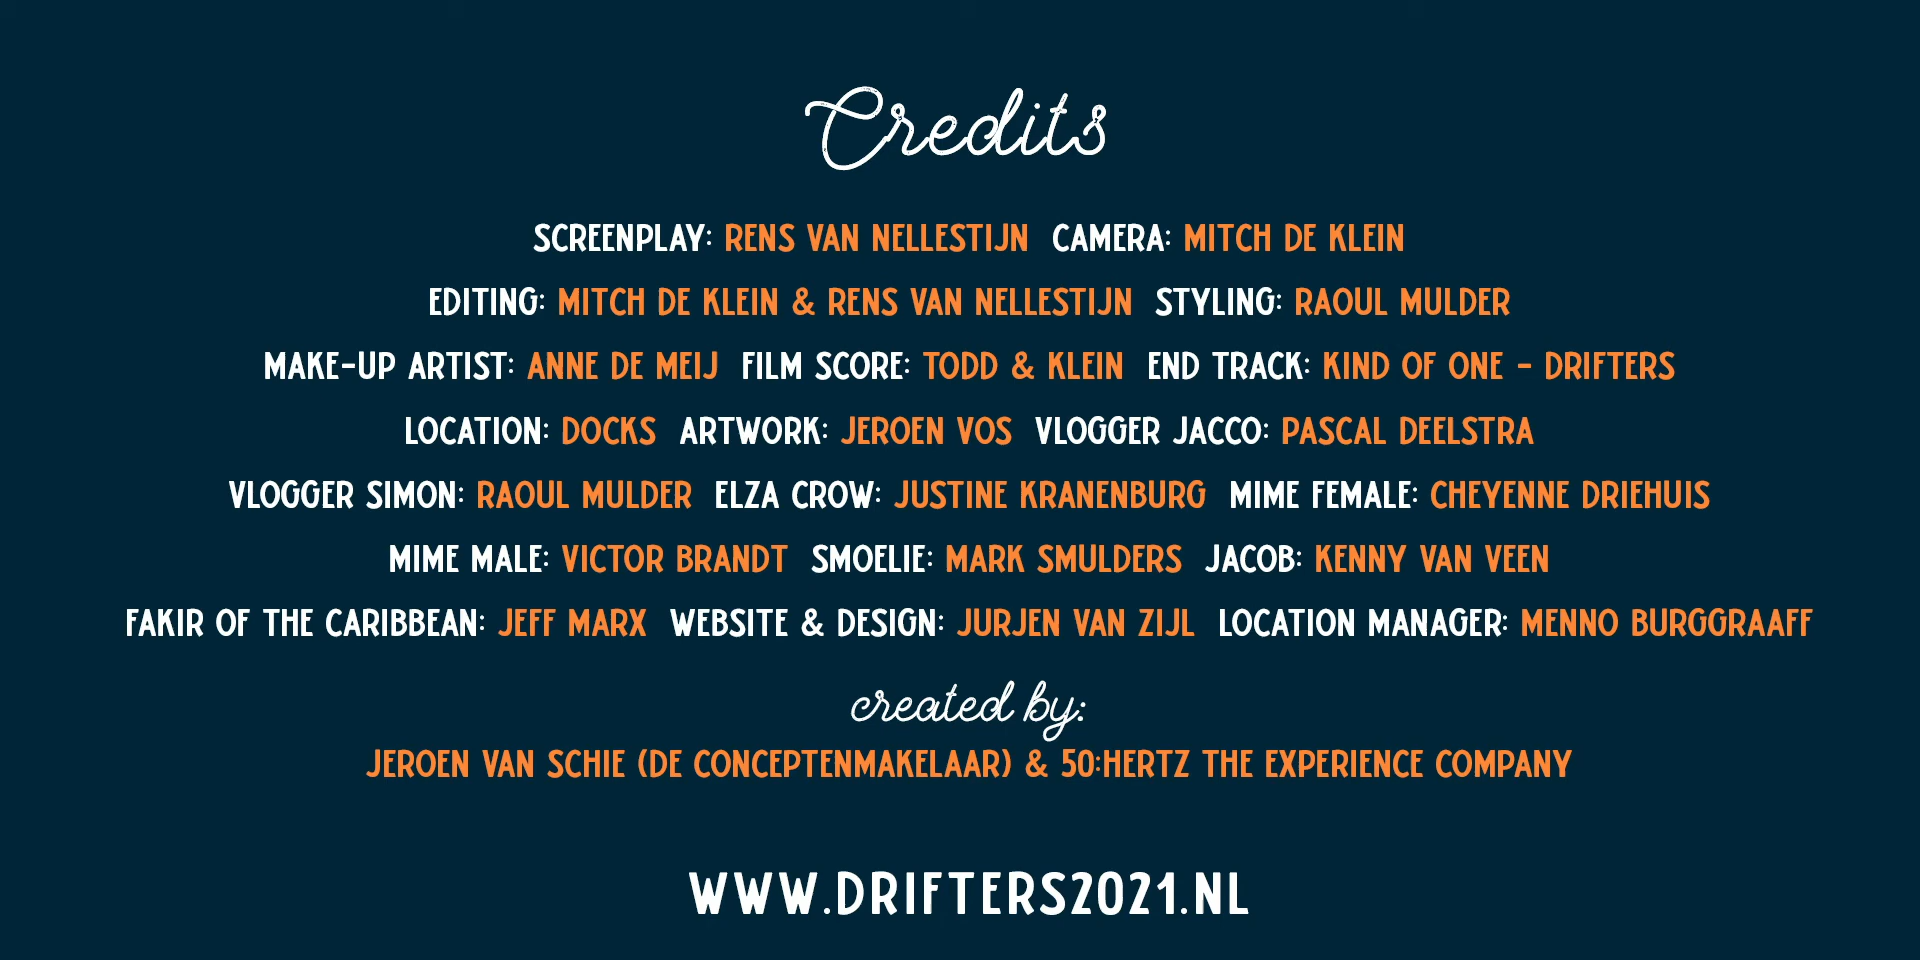 Credits
SCREENPLAY: RENS VAN NELLESTIJN CAMERA: MITCH DE KLEIN
EDITING: MITCH DE KLEIN & RENS VAN NELLESTIJN STYLING: RAOUL MULDER
MAKE-UP ARTIST: ANNE DE MEIJ FILM SCORE: TODD & KLEIN END TRACK: KIND OF ONE - DRIFTERS
LOCATION: DOCKS ARTWORK: JEROEN VOS VLOGGER JACCO: PASCAL DEELSTRA
VLOGGER SIMON: RAOUL MULDER ELZA CROW: JUSTINE KRANENBURG MIME FEMALE: CHEYENNE DRIEHUIS
MIME MALE: VICTOR BRANDT SMOELIE: MARK SMULDERS JACOB: KENNY VAN VEEN
FAKIR OF THE CARIBBEAN: JEFF MARX WEBSITE & DESIGN: JURJEN VAN ZIJL LOCATION MANAGER: MENNO BURGGRAAFF
created by:
JEROEN VAN SCHIE (DE CONCEPTENMAKELAAR) & 50:HERTZ THE EXPERIENCE COMPANY
WWW.DRIFTERS2021.NL